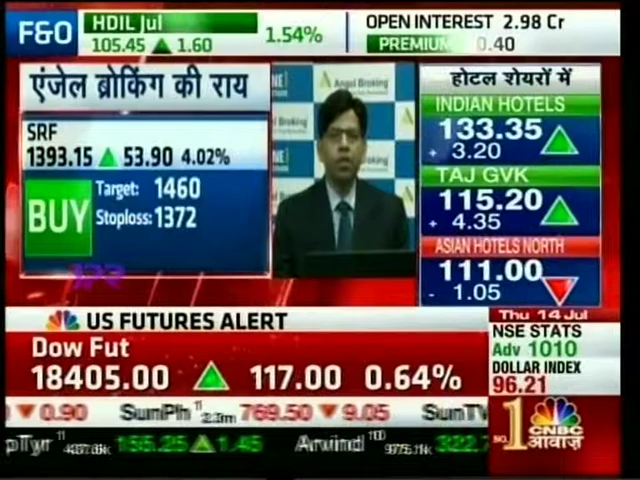 F&O
HDIL Jul
105.45 ▲ 1.60
1.54%
OPEN INTEREST 2.98 Cr
PREMIUM 0.40
एंजेल ब्रोकिंग की राय
SRF
1393.15 ▲ 53.90 4.02%
BUY
Target: 1460
Stoploss: 1372
Angel Broking
होटल शेयरों में
INDIAN HOTELS
133.35 ▲
+ 3.20
TAJ GVK
115.20 ▲
+ 4.35
ASIAN HOTELS NORTH
111.00 ▼
- 1.05
US FUTURES ALERT
Dow Fut
18405.00 ▲ 117.00 0.64%
Thu 14 Jul
NSE STATS
Adv 1010
DOLLAR INDEX
96.21
▼ 0.90 SunPh 769.50 ▼ 9.05 SunTV
pTyr 155.25 ▲ 1.45 Arvind 322.7
NO.1 CNBC
आवाज़